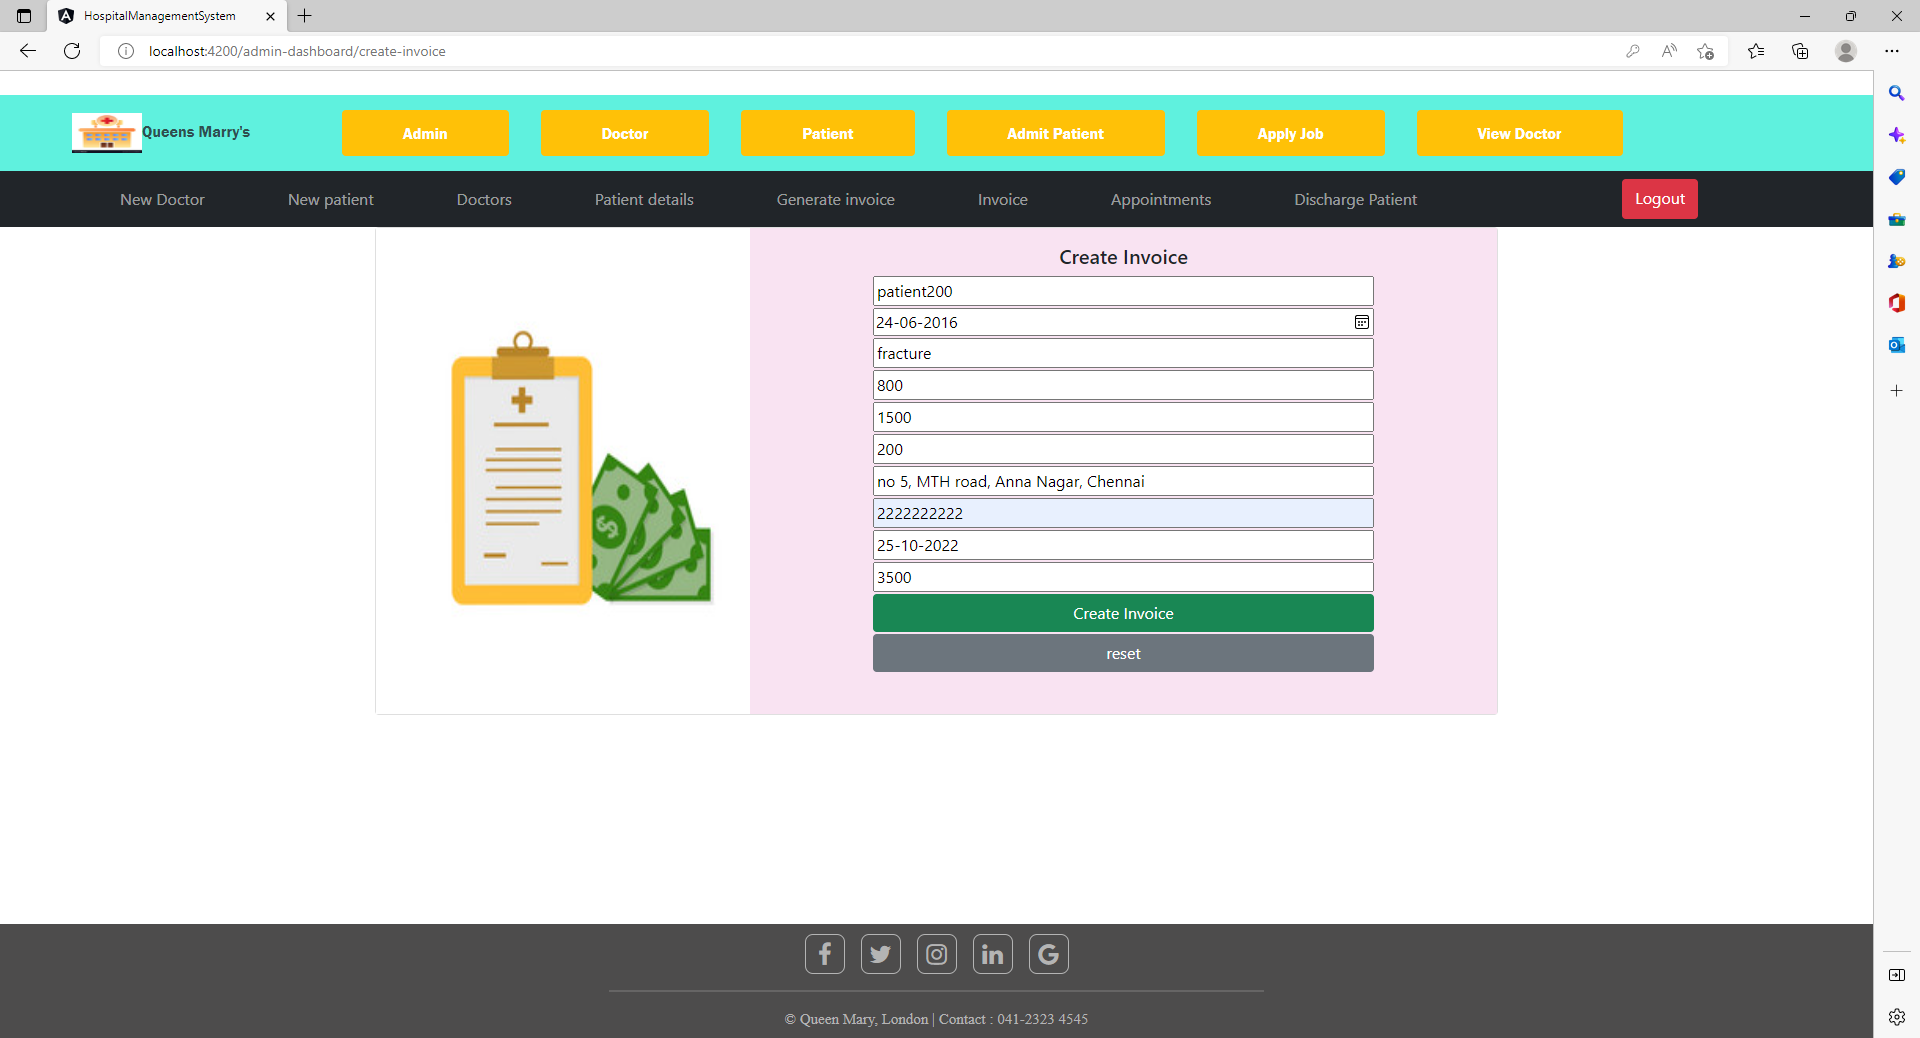 HospitalManagementSystem
localhost:4200/admin-dashboard/create-invoice
Queens Marry's
Admin
Doctor
Patient
Admit Patient
Apply Job
View Doctor
New Doctor
New patient
Doctors
Patient details
Generate invoice
Invoice
Appointments
Discharge Patient
Logout
Create Invoice
patient200
24-06-2016
fracture
800
1500
200
no 5, MTH road, Anna Nagar, Chennai
2222222222
25-10-2022
3500
Create Invoice
reset
© Queen Mary, London | Contact : 041-2323 4545